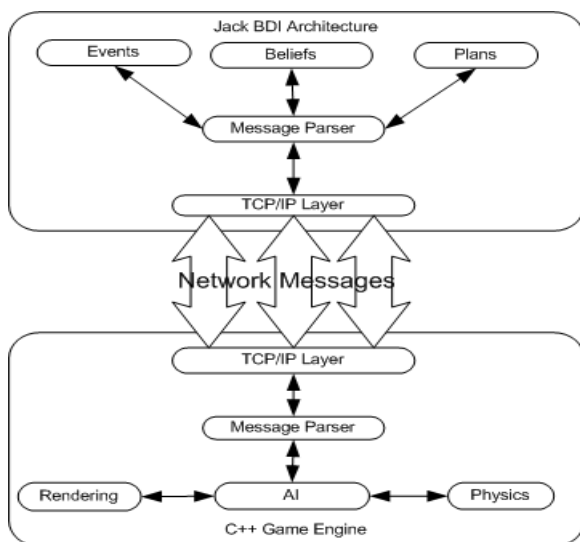 Jack BDI Architecture
Events
Beliefs
Plans
Message Parser
TCP/IP Layer
Network Messages
TCP/IP Layer
Message Parser
Rendering
AI
Physics
C++ Game Engine